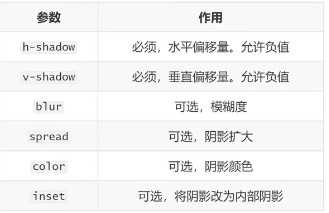 参数 作用
h-shadow 必须，水平偏移量。允许负值
v-shadow 必须，垂直偏移量。允许负值
blur 可选，模糊度
spread 可选，阴影扩大
color 可选，阴影颜色
inset 可选，将阴影改为内部阴影